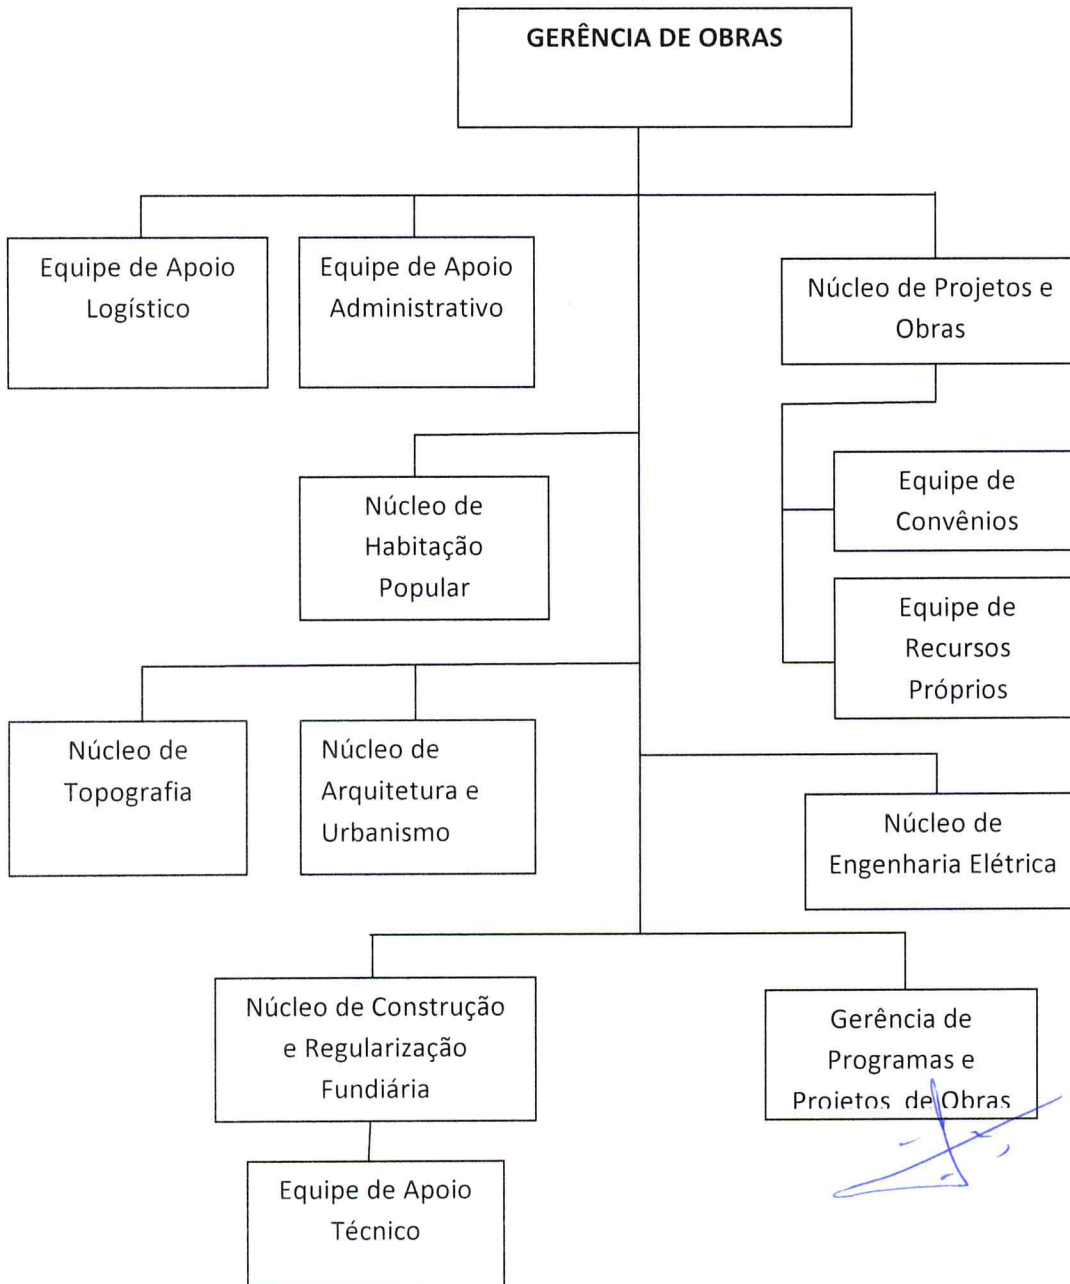 GERÊNCIA DE OBRAS
Equipe de Apoio
Logístico
Equipe de Apoio
Administrativo
Núcleo de Projetos e
Obras
Núcleo de
Habitação
Popular
Equipe de
Convênios
Equipe de
Recursos
Próprios
Núcleo de
Topografia
Núcleo de
Arquitetura e
Urbanismo
Núcleo de
Engenharia Elétrica
Núcleo de Construção
e Regularização
Fundiária
Gerência de
Programas e
Projetos de Obras
Equipe de Apoio
Técnico